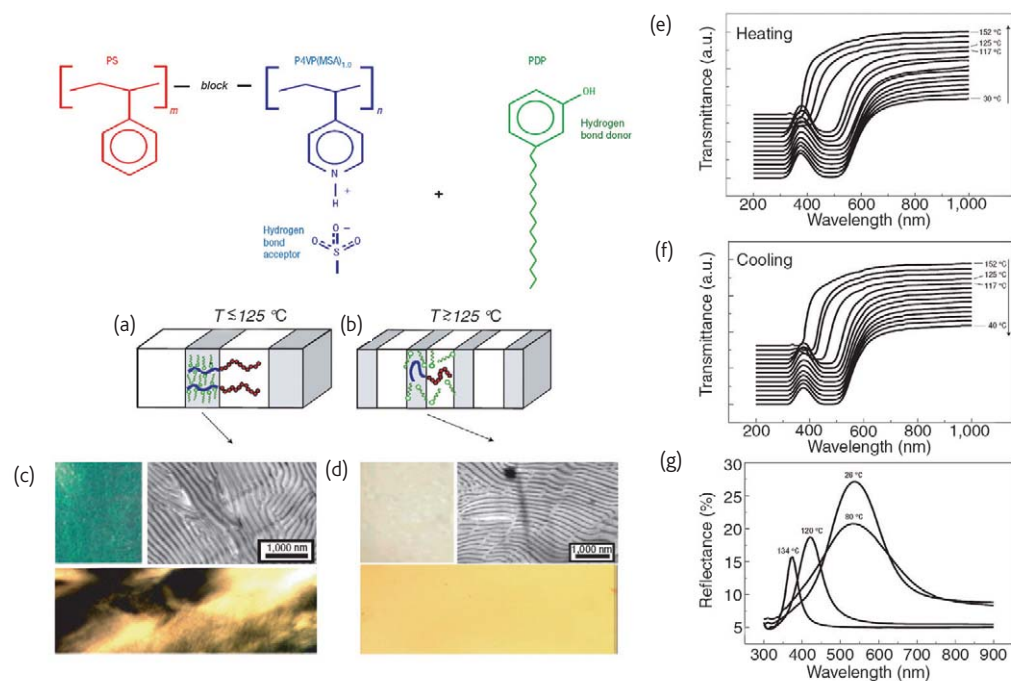 PS
block
m
P4VP(MSA)1.0
n
N
H
+
Hydrogen
bond
acceptor
O
O
O
−
S
+
PDP
OH
Hydrogen
bond donor
(a)
T ≤ 125 °C
(b)
T ≥ 125 °C
(c)
1,000 nm
(d)
1,000 nm
(e)
Heating
152 °C
125 °C
117 °C
30 °C
Transmittance (a.u.)
200 400 600 800 1,000
Wavelength (nm)
(f)
Cooling
152 °C
125 °C
117 °C
40 °C
Transmittance (a.u.)
200 400 600 800 1,000
Wavelength (nm)
(g)
30
25
20
15
10
5
26 °C
80 °C
120 °C
134 °C
Reflectance (%)
300 400 500 600 700 800 900
Wavelength (nm)